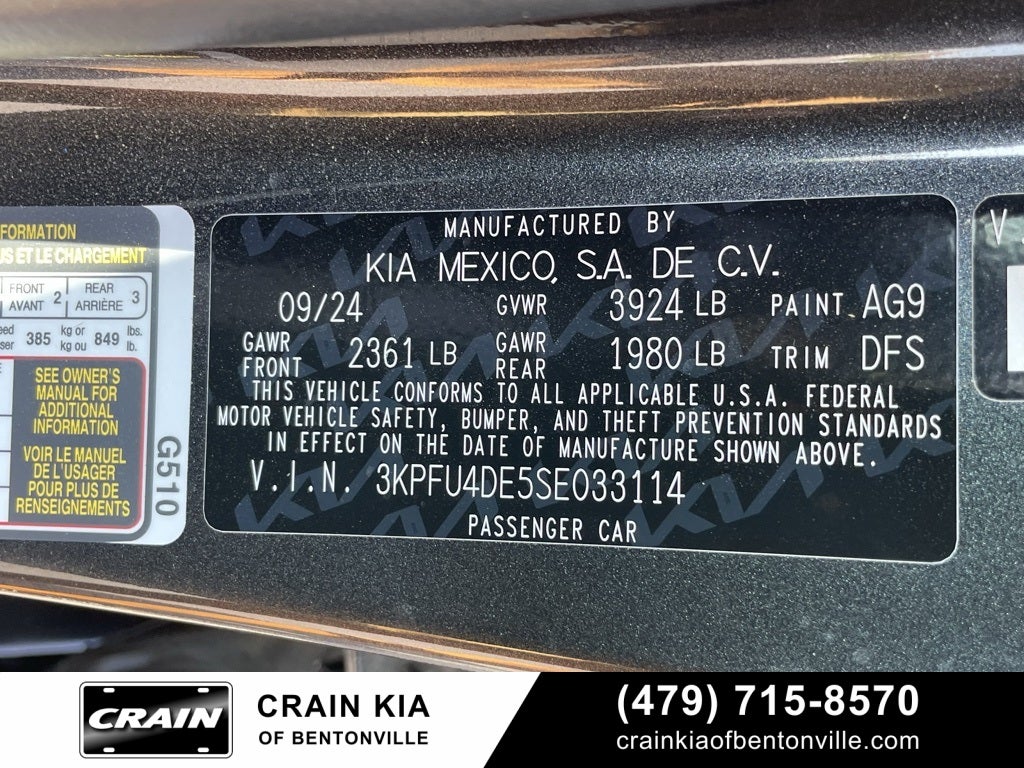 FORMATION
US ET LE CHARGEMENT
FRONT
AVANT 2
REAR
ARRIÈRE 3
385 kg or
kg ou 849 lbs.
lb.
SEE OWNER'S
MANUAL FOR
ADDITIONAL
INFORMATION
VOIR LE MANUEL
DE L'USAGER
POUR PLUS DE
RENSEIGNEMENTS
G510
MANUFACTURED BY
KIA MEXICO, S.A. DE C.V.
09/24 GVWR 3924 LB PAINT AG9
GAWR
FRONT 2361 LB GAWR
REAR 1980 LB TRIM DFS
THIS VEHICLE CONFORMS TO ALL APPLICABLE U.S.A. FEDERAL
MOTOR VEHICLE SAFETY, BUMPER, AND THEFT PREVENTION STANDARDS
IN EFFECT ON THE DATE OF MANUFACTURE SHOWN ABOVE.
V.I.N. 3KPFU4DE5SE033114
PASSENGER CAR
V.
CRAIN
CRAIN KIA
OF BENTONVILLE
(479) 715-8570
crainkiaofbentonville.com